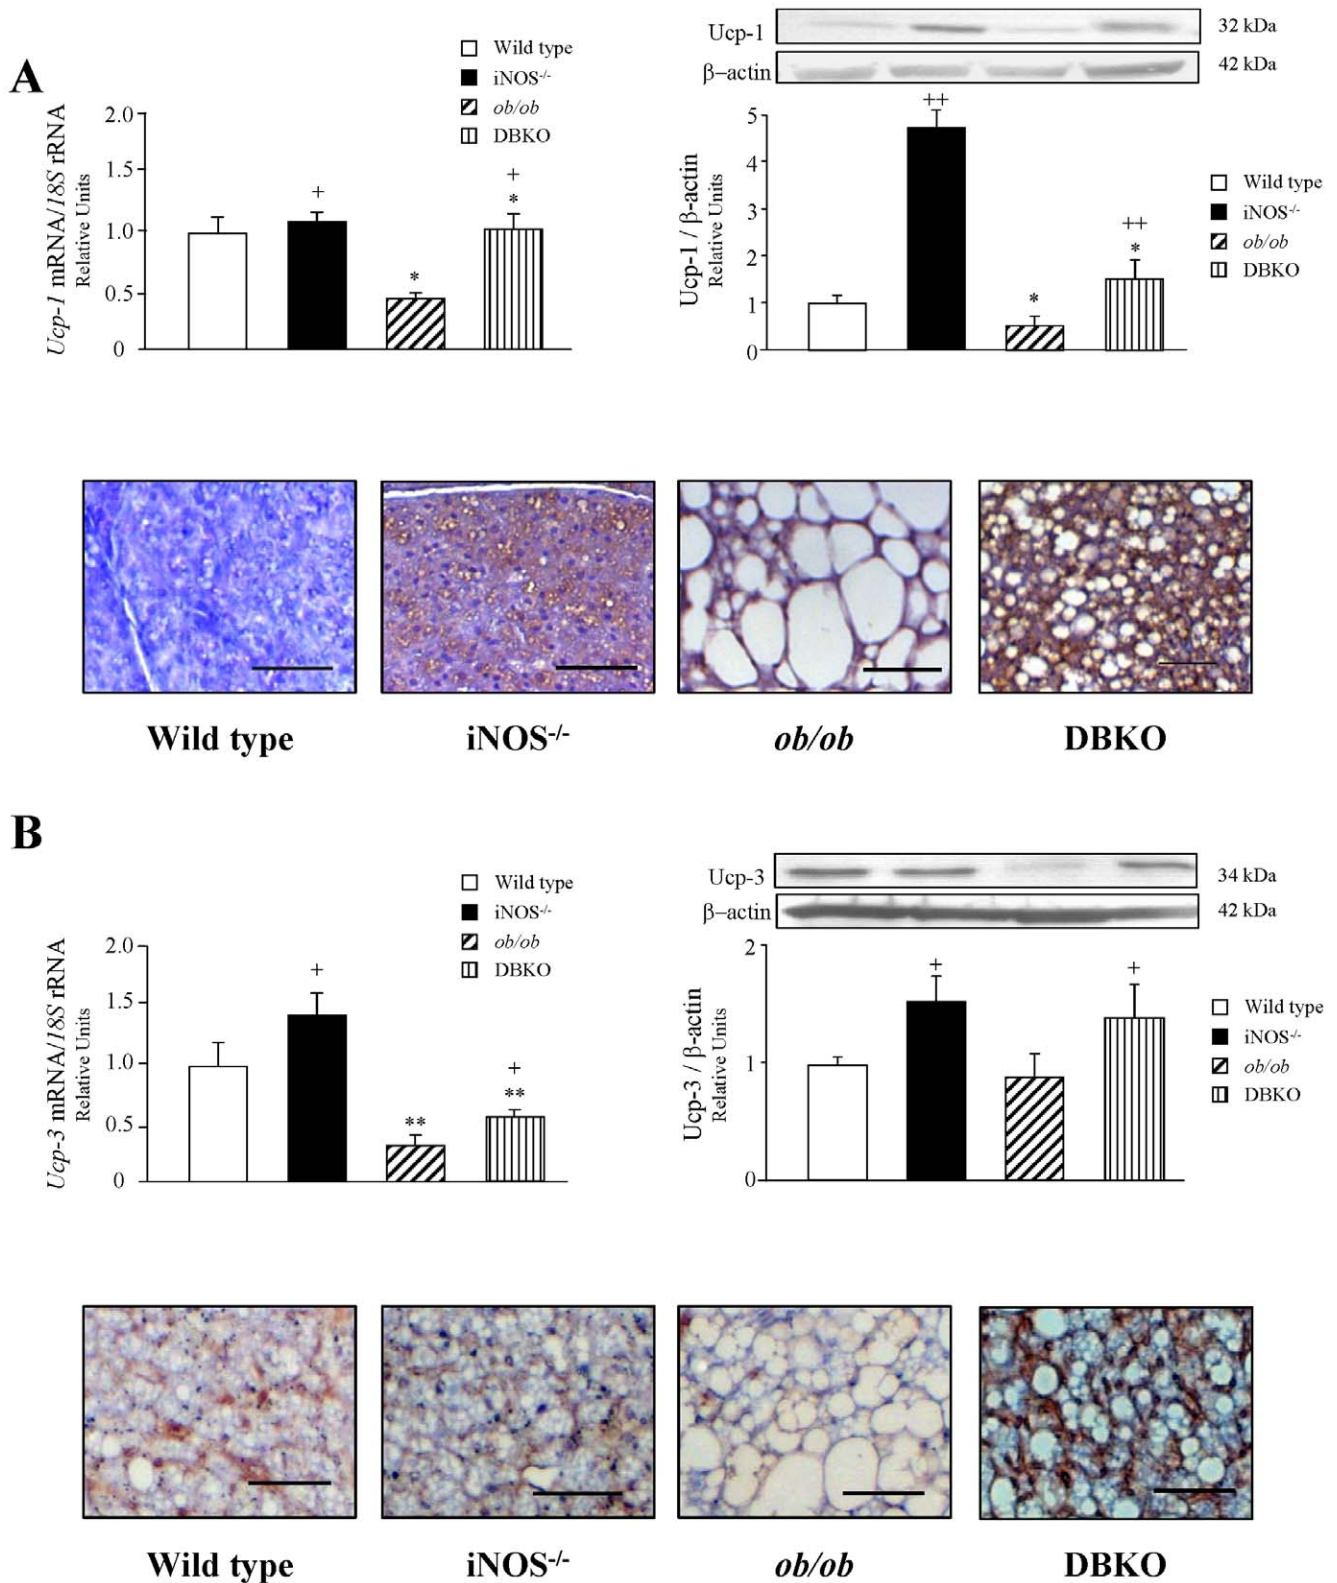 A
Wild type
iNOS-/-
ob/ob
DBKO
Ucp-1 mRNA/18S rRNA
Relative Units
2.0
1.5
1.0
0.5
0
+
*
+
*
Ucp-1
32 kDa
β–actin
42 kDa
Ucp-1 / β-actin
Relative Units
5
4
3
2
1
0
++
*
++
*
Wild type
iNOS-/-
ob/ob
DBKO
Wild type
iNOS-/-
ob/ob
DBKO
B
Wild type
iNOS-/-
ob/ob
DBKO
Ucp-3 mRNA/18S rRNA
Relative Units
2.0
1.5
1.0
0.5
0
+
**
+
**
Ucp-3
34 kDa
β–actin
42 kDa
Ucp-3 / β-actin
Relative Units
2
1
0
+
+
Wild type
iNOS-/-
ob/ob
DBKO
Wild type
iNOS-/-
ob/ob
DBKO